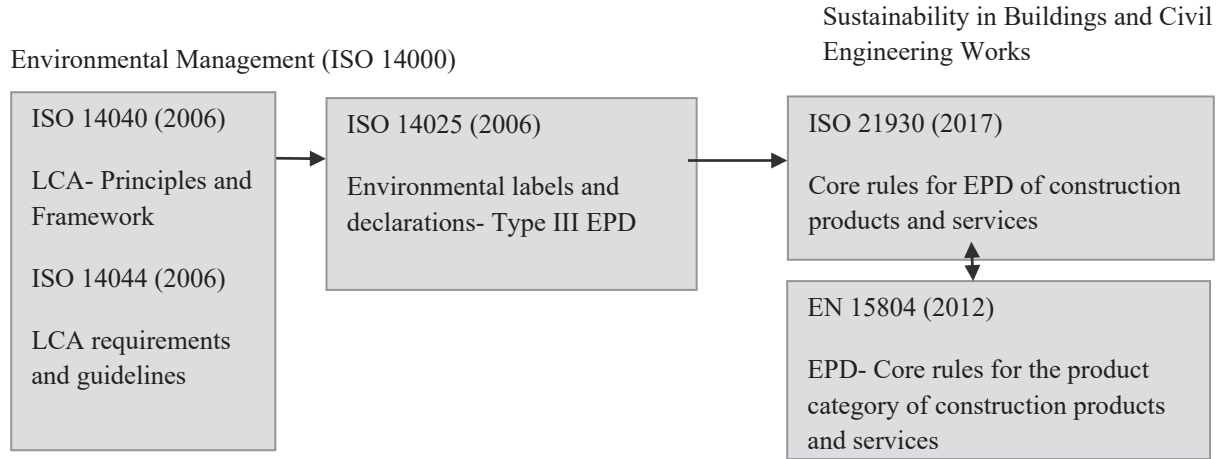 Sustainability in Buildings and Civil
Engineering Works
Environmental Management (ISO 14000)
ISO 14040 (2006)
LCA- Principles and
Framework
ISO 14044 (2006)
LCA requirements
and guidelines
ISO 14025 (2006)
Environmental labels and
declarations- Type III EPD
ISO 21930 (2017)
Core rules for EPD of construction
products and services
EN 15804 (2012)
EPD- Core rules for the product
category of construction products
and services